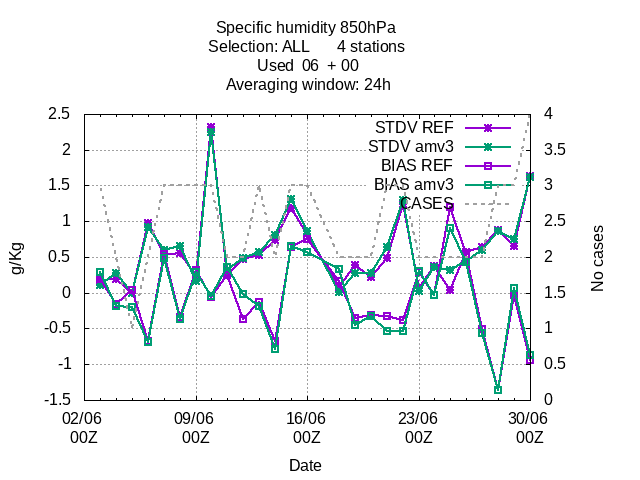 Specific humidity 850hPa
Selection: ALL      4 stations
Used  06  + 00
Averaging window: 24h
2.5
2
1.5
1
0.5
0
-0.5
-1
-1.5
g/Kg
STDV REF
STDV amv3
BIAS REF
BIAS amv3
CASES
4
3.5
3
2.5
2
1.5
1
0.5
0
No cases
02/06 09/06 16/06 23/06 30/06
00Z 00Z 00Z 00Z 00Z
Date